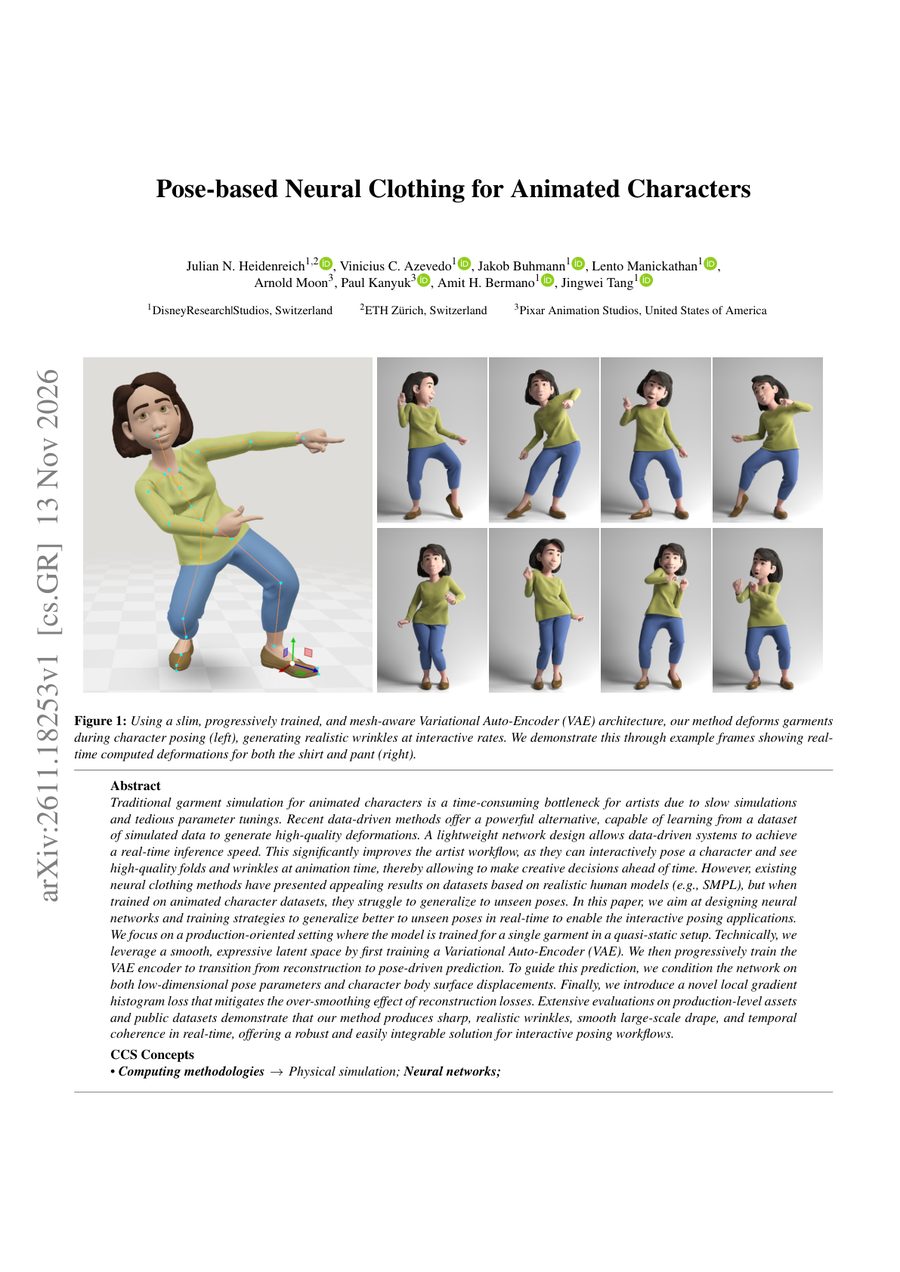 Pose-based Neural Clothing for Animated Characters
Julian N. Heidenreich1,2 iD, Vinicius C. Azevedo1 iD, Jakob Buhmann1 iD, Lento Manickathan1 iD,
Arnold Moon3, Paul Kanyuk3 iD, Amit H. Bermano1 iD, Jingwei Tang1 iD
1DisneyResearch|Studios, Switzerland 2ETH Zürich, Switzerland 3Pixar Animation Studios, United States of America
arXiv:2611.18253v1 [cs.GR] 13 Nov 2026
Figure 1: Using a slim, progressively trained, and mesh-aware Variational Auto-Encoder (VAE) architecture, our method deforms garments
during character posing (left), generating realistic wrinkles at interactive rates. We demonstrate this through example frames showing real-
time computed deformations for both the shirt and pant (right).
Abstract
Traditional garment simulation for animated characters is a time-consuming bottleneck for artists due to slow simulations
and tedious parameter tunings. Recent data-driven methods offer a powerful alternative, capable of learning from a dataset
of simulated data to generate high-quality deformations. A lightweight network design allows data-driven systems to achieve
a real-time inference speed. This significantly improves the artist workflow, as they can interactively pose a character and see
high-quality folds and wrinkles at animation time, thereby allowing to make creative decisions ahead of time. However, existing
neural clothing methods have presented appealing results on datasets based on realistic human models (e.g., SMPL), but when
trained on animated character datasets, they struggle to generalize to unseen poses. In this paper, we aim at designing neural
networks and training strategies to generalize better to unseen poses in real-time to enable the interactive posing applications.
We focus on a production-oriented setting where the model is trained for a single garment in a quasi-static setup. Technically, we
leverage a smooth, expressive latent space by first training a Variational Auto-Encoder (VAE). We then progressively train the
VAE encoder to transition from reconstruction to pose-driven prediction. To guide this prediction, we condition the network on
both low-dimensional pose parameters and character body surface displacements. Finally, we introduce a novel local gradient
histogram loss that mitigates the over-smoothing effect of reconstruction losses. Extensive evaluations on production-level assets
and public datasets demonstrate that our method produces sharp, realistic wrinkles, smooth large-scale drape, and temporal
coherence in real-time, offering a robust and easily integrable solution for interactive posing workflows.
CCS Concepts
• Computing methodologies → Physical simulation; Neural networks;